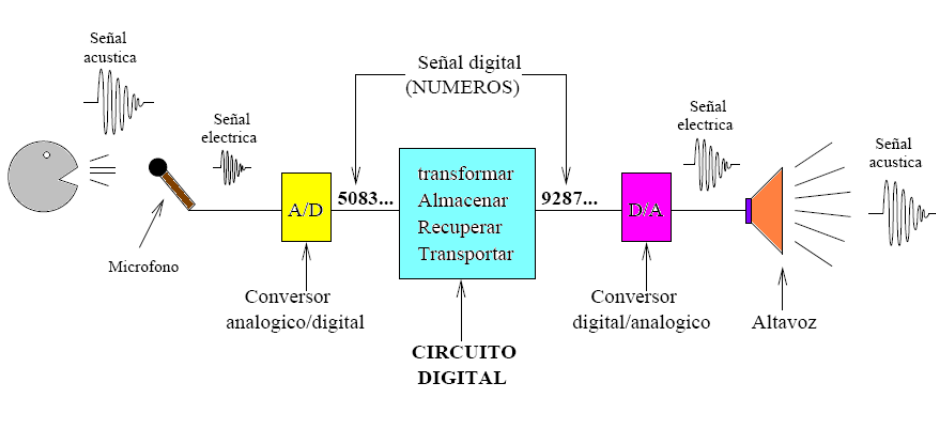 Señal
acustica
Señal
electrica
Microfono
A/D
Conversor
analogico/digital
5083...
Señal digital
(NUMEROS)
transformar
Almacenar
Recuperar
Transportar
CIRCUITO
DIGITAL
9287...
D/A
Conversor
digital/analogico
Señal
electrica
Altavoz
Señal
acustica